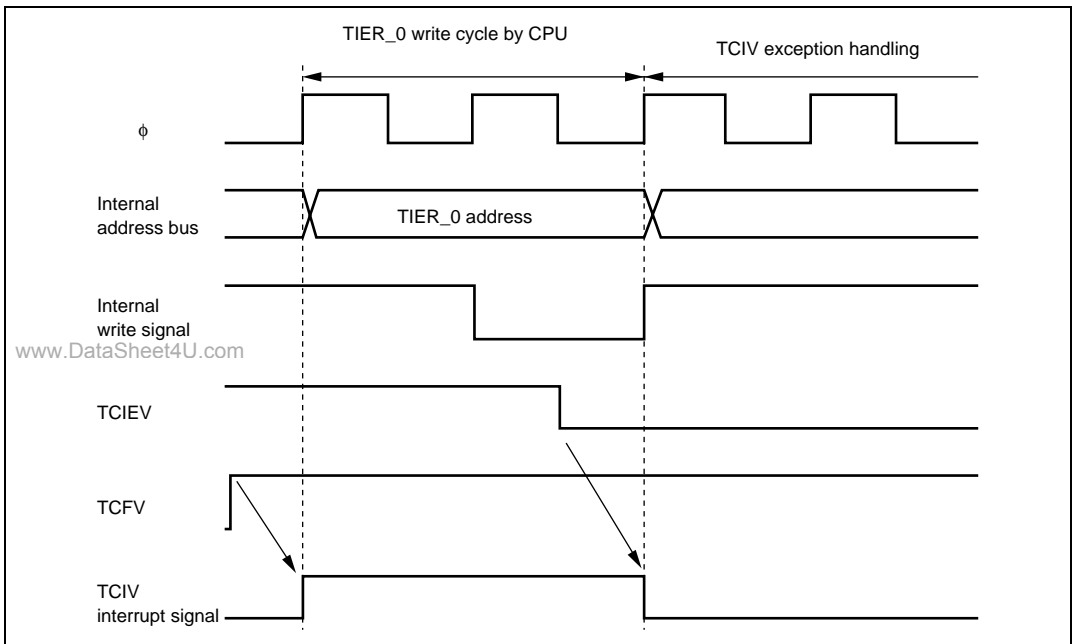 TIER_0 write cycle by CPU
TCIV exception handling
φ
Internal
address bus
TIER_0 address
Internal
write signal
www.DataSheet4U.com
TCIEV
TCFV
TCIV
interrupt signal